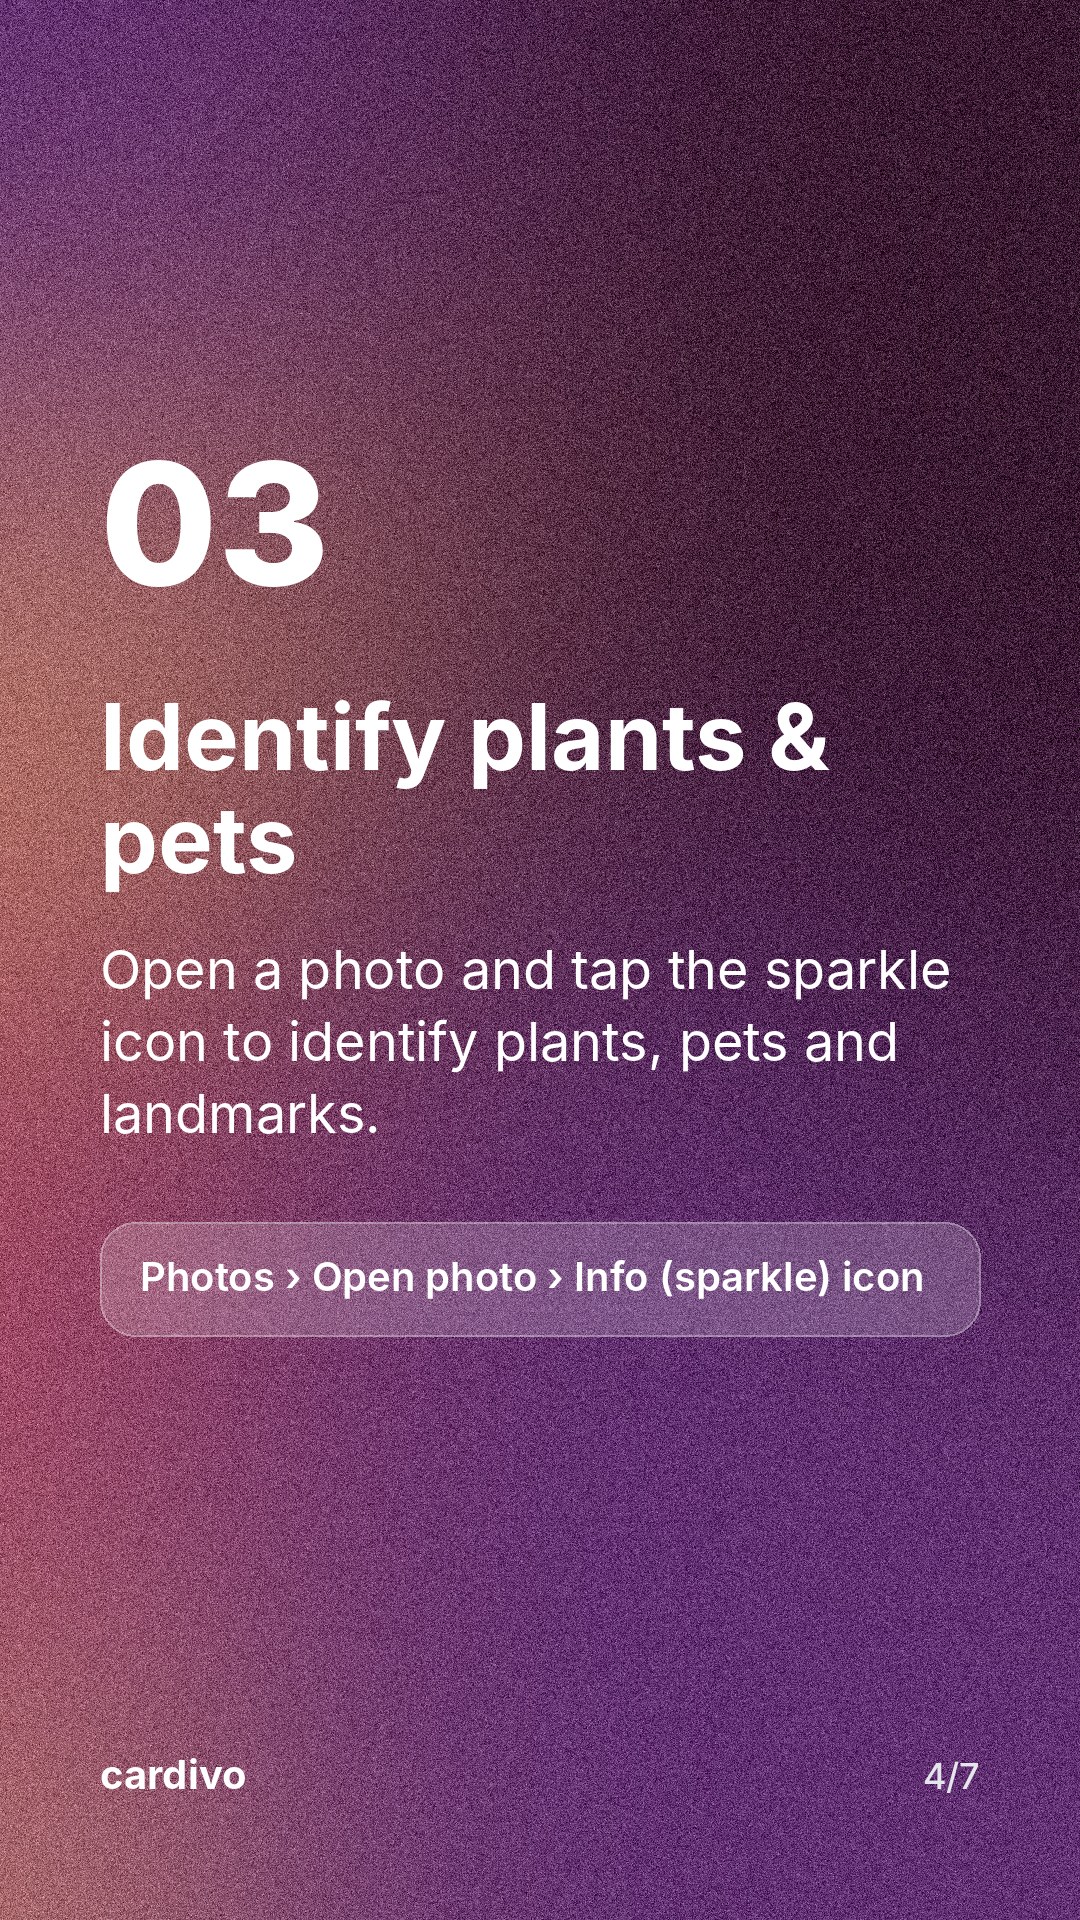 03
Identify plants &
pets
Open a photo and tap the sparkle
icon to identify plants, pets and
landmarks.
Photos › Open photo › Info (sparkle) icon
cardivo
4/7